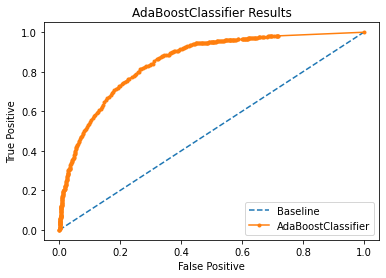 AdaBoostClassifier Results
True Positive
1.0
0.8
0.6
0.4
0.2
0.0
Baseline
AdaBoostClassifier
0.0 0.2 0.4 0.6 0.8 1.0
False Positive